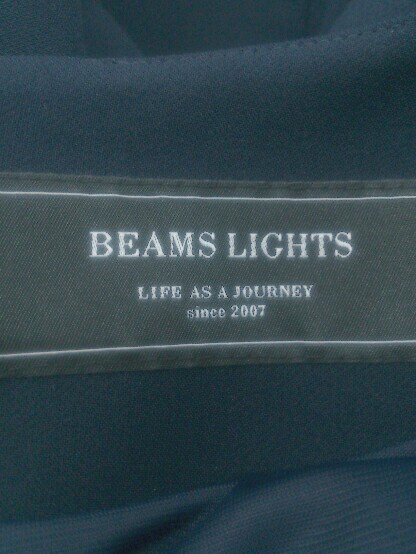 BEAMS LIGHTS
LIFE AS A JOURNEY
since 2007